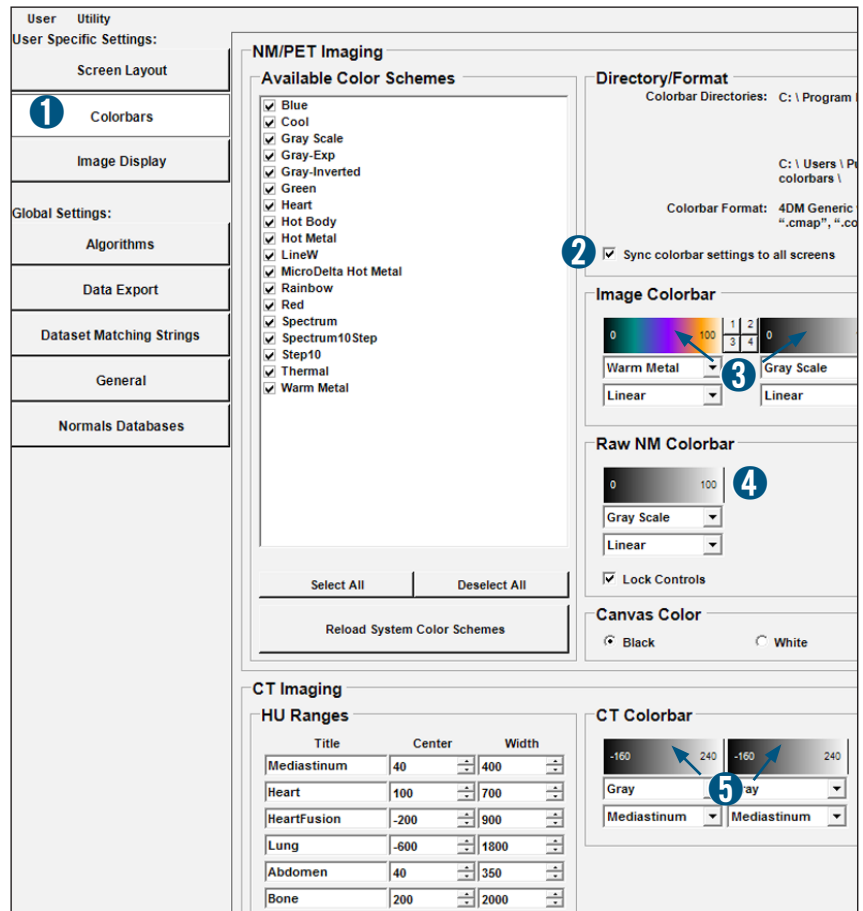 User Utility
User Specific Settings:
Screen Layout
1
Colorbars
Image Display
Global Settings:
Algorithms
Data Export
Dataset Matching Strings
General
Normals Databases
NM/PET Imaging
Available Color Schemes
Blue
Cool
Gray Scale
Gray-Exp
Gray-Inverted
Green
Heart
Hot Body
Hot Metal
LineW
MicroDelta Hot Metal
Rainbow
Red
Spectrum
Spectrum10Step
Step10
Thermal
Warm Metal
Select All Deselect All
Reload System Color Schemes
Directory/Format
Colorbar Directories: C: \ Program
C: \ Users \
colorbars \
Colorbar Format: 4DM Generic
".cmap", ".co
2 Sync colorbar settings to all screens
Image Colorbar
0 100 1 2 0
3 4
3
Warm Metal Gray Scale
Linear Linear
Raw NM Colorbar
0 100 4
Gray Scale
Linear
Lock Controls
Canvas Color
Black White
CT Imaging
HU Ranges
Title Center Width
Mediastinum 40 400
Heart 100 700
HeartFusion -200 900
Lung -600 1800
Abdomen 40 350
Bone 200 2000
CT Colorbar
-160 240 -160 240
5
Gray ray
Mediastinum Mediastinum